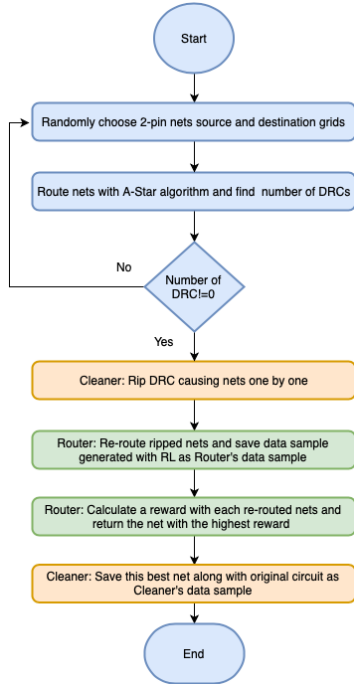 Start
Randomly choose 2-pin nets source and destination grids
Route nets with A-Star algorithm and find number of DRCs
No
Number of
DRC!=0
Yes
Cleaner: Rip DRC causing nets one by one
Router: Re-route ripped nets and save data sample
generated with RL as Router's data sample
Router: Calculate a reward with each re-routed nets and
return the net with the highest reward
Cleaner: Save this best net along with original circuit as
Cleaner's data sample
End